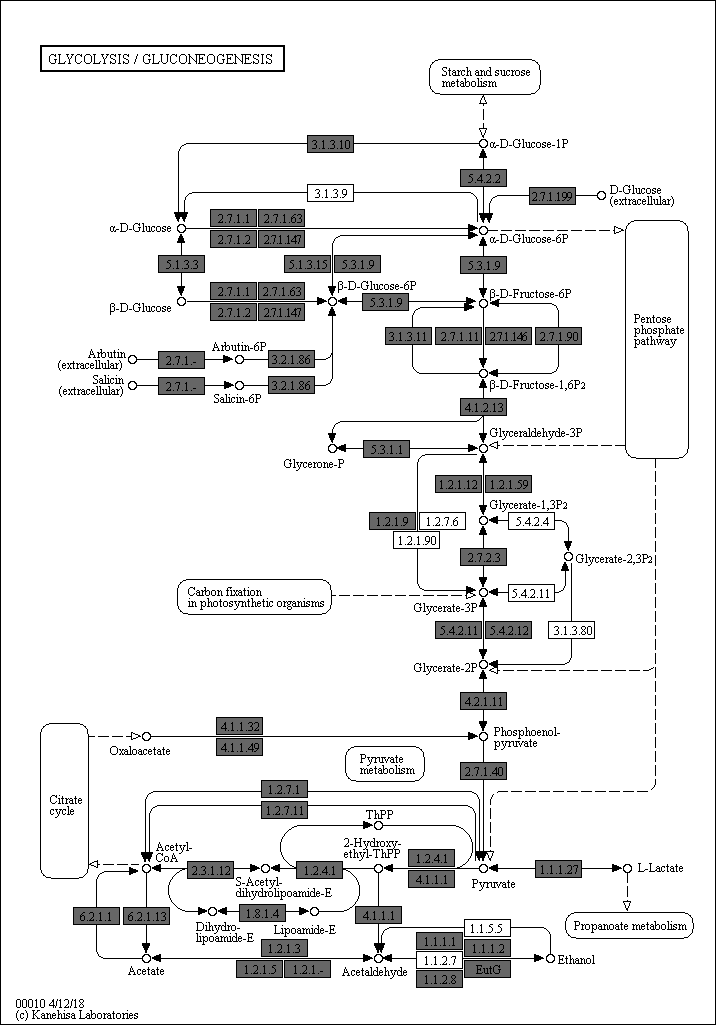 GLYCOLYSIS / GLUCONEOGENESIS
Starch and sucrose
metabolism
3.1.3.10
α-D-Glucose-1P
5.4.2.2
3.1.3.9
2.7.1.199
D-Glucose
(extracellular)
α-D-Glucose
2.7.1.1
2.7.1.63
2.7.1.2
2.7.1.147
α-D-Glucose-6P
5.1.3.3
5.1.3.15
5.3.1.9
5.3.1.9
β-D-Glucose
2.7.1.1
2.7.1.63
2.7.1.2
2.7.1.147
β-D-Glucose-6P
5.3.1.9
β-D-Fructose-6P
Pentose
phosphate
pathway
3.1.3.11
2.7.1.11
2.7.1.146
2.7.1.90
Arbutin
(extracellular)
2.7.1.-
Arbutin-6P
3.2.1.86
Salicin
(extracellular)
2.7.1.-
Salicin-6P
3.2.1.86
β-D-Fructose-1,6P2
4.1.2.13
Glyceraldehyde-3P
Glycerone-P
5.3.1.1
1.2.1.12
1.2.1.59
Glycerate-1,3P2
1.2.1.9
1.2.7.6
1.2.1.90
5.4.2.4
2.7.2.3
Glycerate-2,3P2
Carbon fixation
in photosynthetic organisms
5.4.2.11
Glycerate-3P
5.4.2.11
5.4.2.12
3.1.3.80
Glycerate-2P
4.2.1.11
Oxaloacetate
4.1.1.32
4.1.1.49
Phosphoenol-
pyruvate
Pyruvate
metabolism
2.7.1.40
Citrate
cycle
1.2.7.1
1.2.7.11
ThPP
Acetyl-
CoA
2.3.1.12
S-Acetyl-
dihydrolipoamide-E
1.2.4.1
2-Hydroxy-
ethyl-ThPP
1.2.4.1
4.1.1.1
Pyruvate
1.1.1.27
L-Lactate
6.2.1.1
6.2.1.13
Dihydro-
lipoamide-E
1.8.1.4
Lipoamide-E
4.1.1.1
Propanoate metabolism
1.1.5.5
Acetate
1.2.1.3
1.2.1.5
1.2.1.-
Acetaldehyde
1.1.1.1
1.1.1.2
1.1.2.7
EutG
1.1.2.8
Ethanol
00010 4/12/18
(c) Kanehisa Laboratories